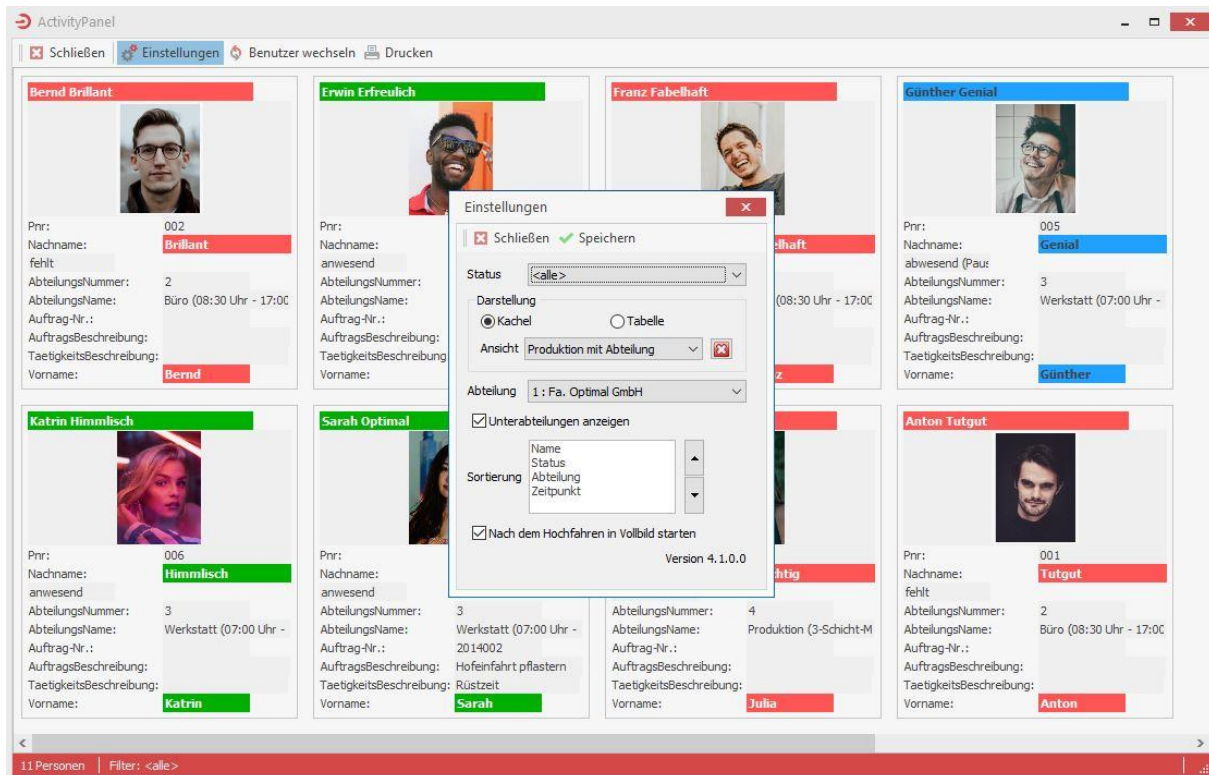 ActivityPanel
Schließen Einstellungen Benutzer wechseln Drucken
Bernd Brillant
Pnr: 002
Nachname: Brillant
fehlt
AbteilungsNummer: 2
AbteilungsName: Büro (08:30 Uhr - 17:00
Auftrag-Nr.:
AuftragsBeschreibung:
TaetigkeitsBeschreibung:
Vorname: Bernd
Erwin Erfreulich
Pnr:
Nachname:
anwesend
AbteilungsNummer:
AbteilungsName:
Auftrag-Nr.:
AuftragsBeschreibung:
TaetigkeitsBeschreibung
Vorname:
Franz Fabelhaft
elhaft
(08:30 Uhr - 17:00
z
Günther Genial
Pnr: 005
Nachname: Genial
abwesend (Paus
AbteilungsNummer: 3
AbteilungsName: Werkstatt (07:00 Uhr -
Auftrag-Nr.:
AuftragsBeschreibung:
TaetigkeitsBeschreibung:
Vorname: Günther
Einstellungen
Schließen Speichern
Status <alle>
Darstellung
Kachel Tabelle
Ansicht Produktion mit Abteilung
Abteilung 1 : Fa. Optimal GmbH
Unterabteilungen anzeigen
Sortierung
Name
Status
Abteilung
Zeitpunkt
Nach dem Hochfahren in Vollbild starten
Version 4.1.0.0
Katrin Himmlisch
Pnr: 006
Nachname: Himmlisch
anwesend
AbteilungsNummer: 3
AbteilungsName: Werkstatt (07:00 Uhr -
Auftrag-Nr.:
AuftragsBeschreibung:
TaetigkeitsBeschreibung:
Vorname: Katrin
Sarah Optimal
Pnr:
Nachname:
anwesend
AbteilungsNummer: 3
AbteilungsName: Werkstatt (07:00 Uhr -
Auftrag-Nr.: 2014002
AuftragsBeschreibung: Hofeinfahrt pflastern
TaetigkeitsBeschreibung: Rüstzeit
Vorname: Sarah
htig
AbteilungsNummer: 4
AbteilungsName: Produktion (3-Schicht-M
Auftrag-Nr.:
AuftragsBeschreibung:
TaetigkeitsBeschreibung:
Vorname: Julia
Anton Tutgut
Pnr: 001
Nachname: Tutgut
fehlt
AbteilungsNummer: 2
AbteilungsName: Büro (08:30 Uhr - 17:00
Auftrag-Nr.:
AuftragsBeschreibung:
TaetigkeitsBeschreibung:
Vorname: Anton
11 Personen Filter: <alle>